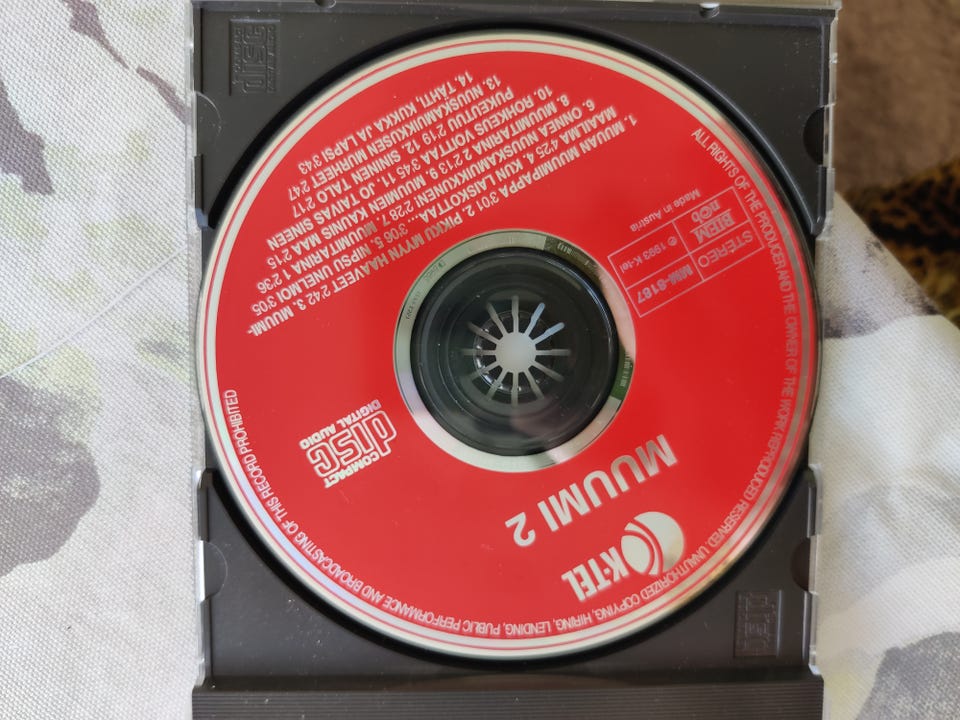 K-TEL
MUUMI 2
COMPACT
disc
DIGITAL AUDIO
STEREO
MMI-8187
BIEM
n©b
℗ 1993 K-tel
Made in Austria
1. MUIAN MUUMIPAPPA 3'01 2. PIKKU MYYN HAAVEET 2'42 3. MUUMI-
MAAILMA 4'25 4. KUN LAISKOTTAA... 3'06 5. NIPSU UNELMOI 3'05
6. ONNEA NUUSKAMUIKKUNEN! 2'28 7. MUUMITARINA 1 2'36
8. MUUMITARINA 2 2'13 9. MUUMIEN KAUNIS MAA 2'15
10. ROHKEUS VOITTAA 3'45 11. JO TAIVAS SINEEN
PUKEUTUU 2'19 12. SININEN TALO 2'17
13. NUUSKAMUIKKUSEN MURHEET 2'47
14. TÄHTI, KUKKA JA LAPSI 3'43
ALL RIGHTS OF THE PRODUCER AND THE OWNER OF THE WORK REPRODUCED RESERVED. UNAUTHORIZED COPYING, HIRING, LENDING, PUBLIC PERFORMANCE AND BROADCASTING OF THIS RECORD PROHIBITED